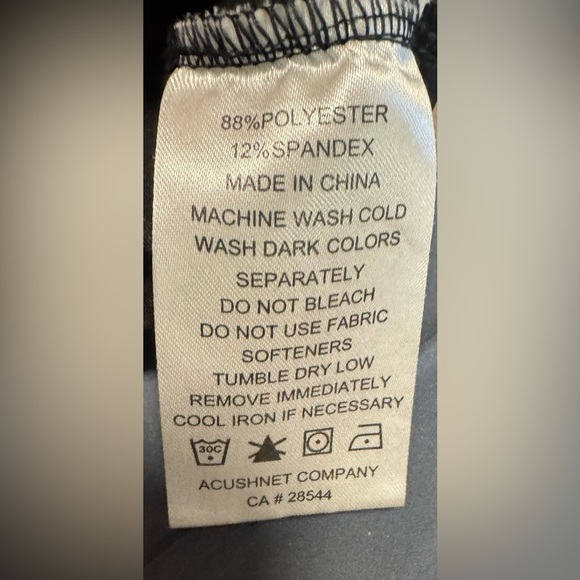 88%POLYESTER
12%SPANDEX
MADE IN CHINA
MACHINE WASH COLD
WASH DARK COLORS
SEPARATELY
DO NOT BLEACH
DO NOT USE FABRIC
SOFTENERS
TUMBLE DRY LOW
REMOVE IMMEDIATELY
COOL IRON IF NECESSARY
30C
ACUSHNET COMPANY
CA # 28544